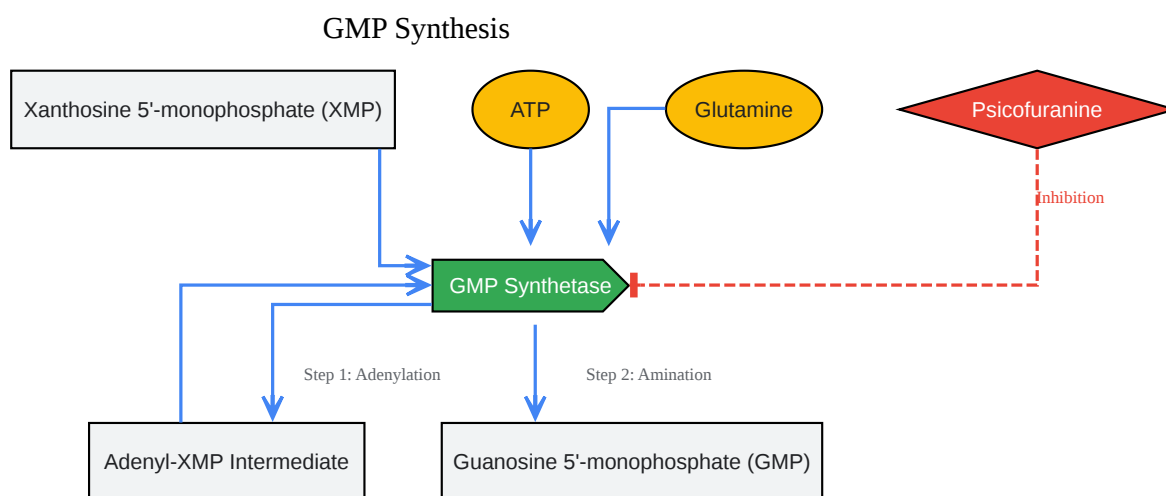 GMP Synthesis
Xanthosine 5'-monophosphate (XMP)
ATP
Glutamine
Psicofuranine
Inhibition
GMP Synthetase
Step 1: Adenylation
Step 2: Amination
Adenyl-XMP Intermediate
Guanosine 5'-monophosphate (GMP)